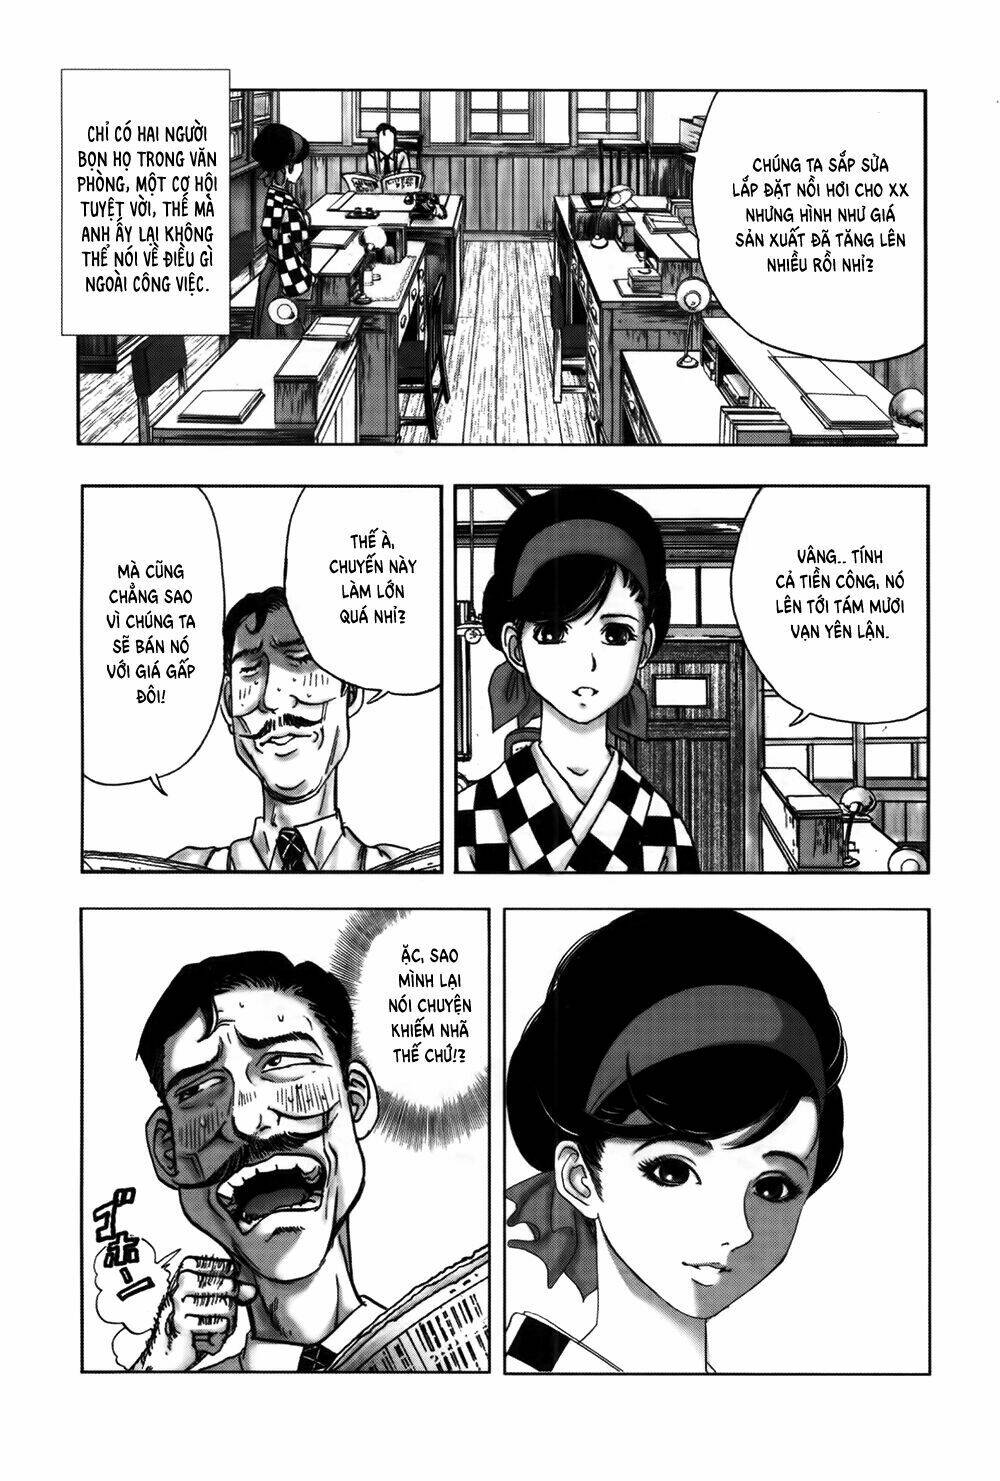 CHỈ CÓ HAI NGƯỜI
BỌN HỌ TRONG VĂN
PHÒNG, MỘT CƠ HỘI
TUYỆT VỜI, THẾ MÀ
ANH ẤY LẠI KHÔNG
THỂ NÓI VỀ ĐIỀU GÌ
NGOÀI CÔNG VIỆC.
CHÚNG TA SẮP SỬA
LẮP ĐẶT NỒI HƠI CHO XX
NHƯNG HÌNH NHƯ GIÁ
SẢN XUẤT ĐÃ TĂNG LÊN
NHIỀU RỒI NHỈ?
VÂNG.. TÍNH
CẢ TIỀN CÔNG, NÓ
LÊN TỚI TÁM MƯƠI
VẠN YÊN LẬN.
THẾ À,
CHUYẾN NÀY
LÀM LỚN
QUÁ NHỈ?
MÀ CŨNG
CHẲNG SAO
VÌ CHÚNG TA
SẼ BÁN NÓ
VỚI GIÁ GẤP
ĐÔI!
ẶC, SAO
MÌNH LẠI
NÓI CHUYỆN
KHIẾM NHÃ
THẾ CHỨ!?
ゴホー